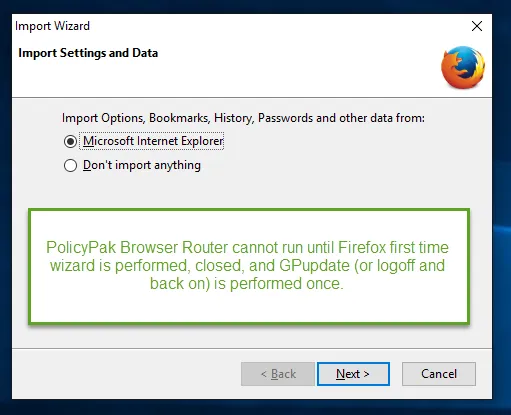 Import Wizard
Import Settings and Data
Import Options, Bookmarks, History, Passwords and other data from:
Microsoft Internet Explorer
Don't import anything
PolicyPak Browser Router cannot run until Firefox first time
wizard is performed, closed, and GPupdate (or logoff and
back on) is performed once.
< Back
Next >
Cancel